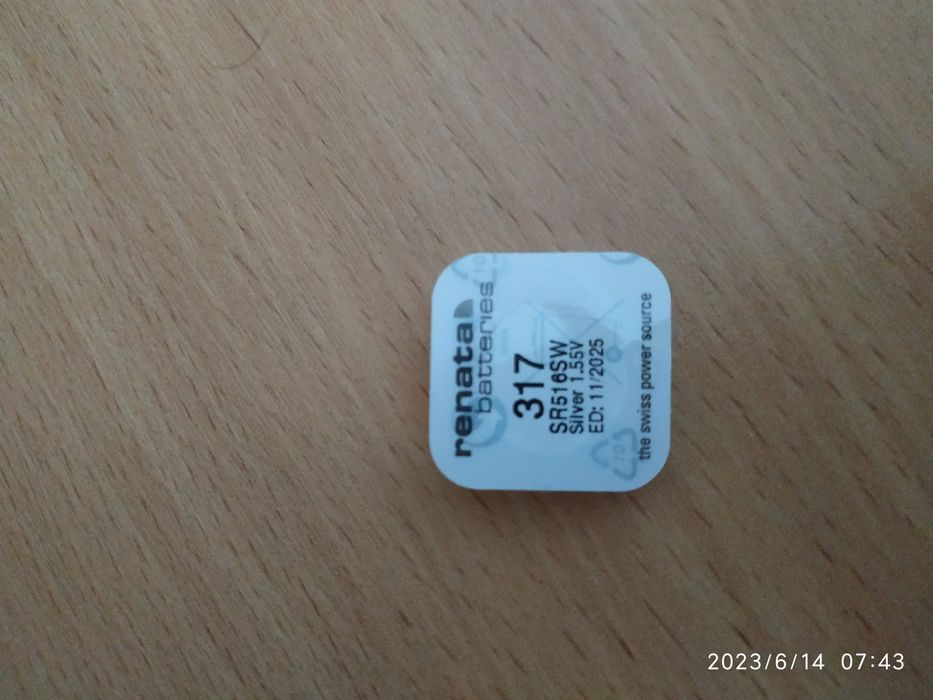 renata
batteries
317
SR516SW
Silver 1.55V
ED: 11/2025
the swiss power source
2023/6/14 07:43